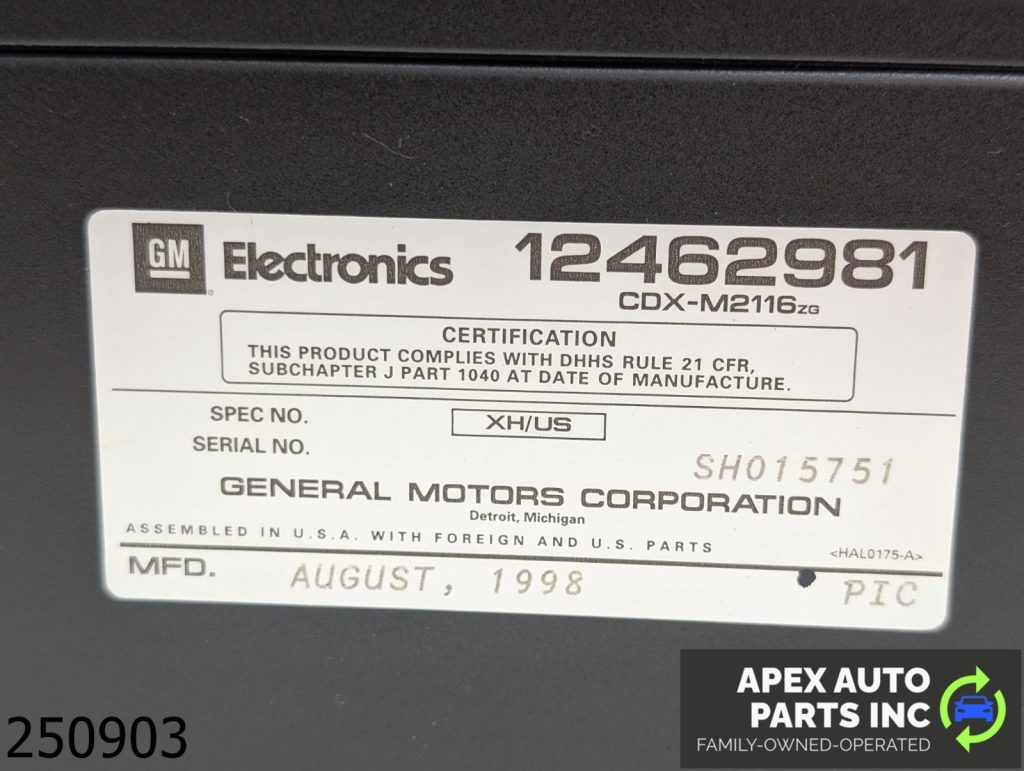 GM Electronics 12462981
CDX-M2116ZG
CERTIFICATION
THIS PRODUCT COMPLIES WITH DHHS RULE 21 CFR,
SUBCHAPTER J PART 1040 AT DATE OF MANUFACTURE.
SPEC NO. XH/US
SERIAL NO. SH015751
GENERAL MOTORS CORPORATION
Detroit, Michigan
ASSEMBLED IN U.S.A. WITH FOREIGN AND U.S. PARTS <HAL0175-A>
MFD. AUGUST, 1998 PIC
250903
APEX AUTO
PARTS INC
FAMILY-OWNED-OPERATED